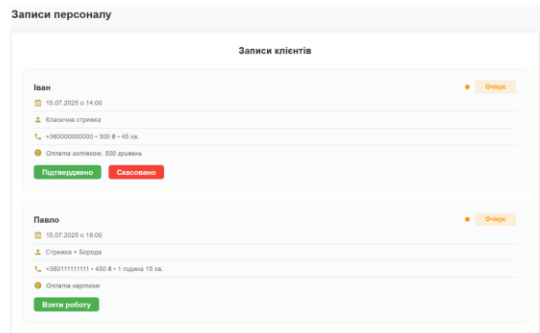 Записи персоналу
Записи клієнтів
Іван
Очікує
15.07.2025 о 14:00
Класична стрижка
+380000000000 • 300 ₴ • 45 хв.
Оплата готівкою, 500 гривень
Підтверджено Скасовано
Павло
Очікує
15.07.2025 о 18:00
Стрижка + Борода
+380111111111 • 450 ₴ • 1 година 15 хв.
Оплата карткою
Взяти роботу